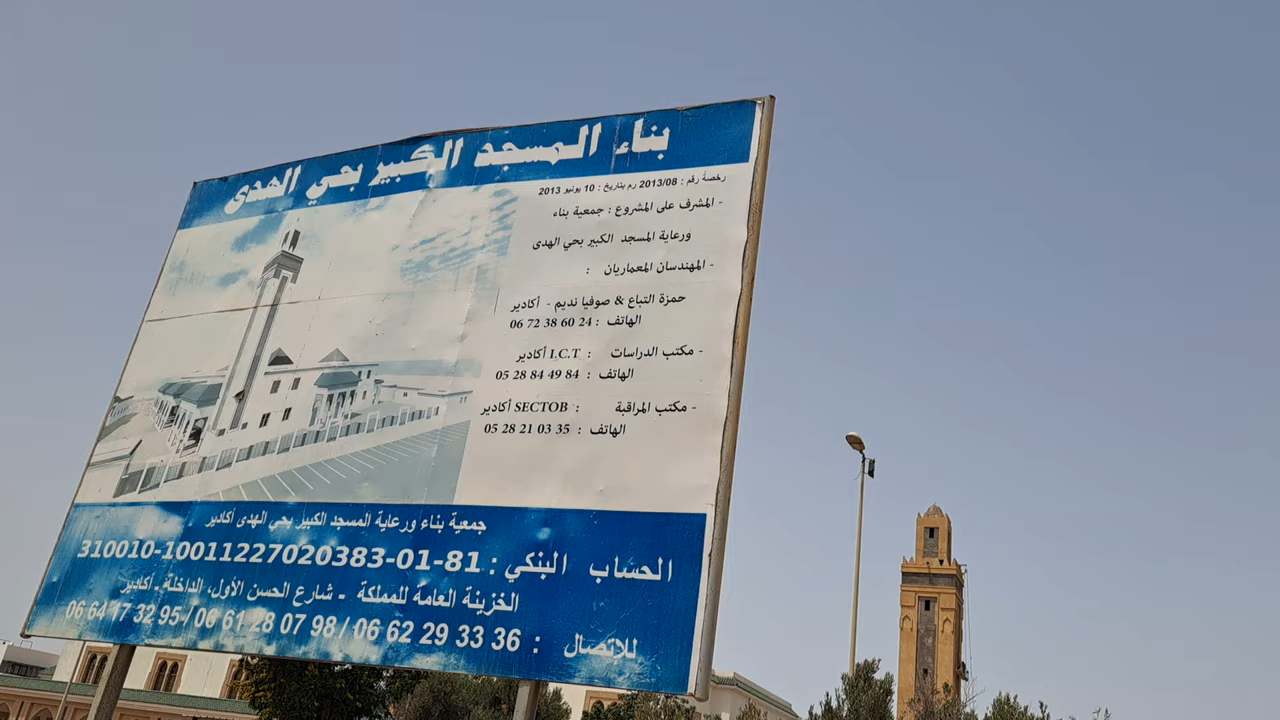 بناء المسجد الكبير بحي الهدى
رخصة رقم : 2013/08 رم بتاريخ : 10 يونيو 2013
- المشرف على المشروع : جمعية بناء
ورعاية المسجد الكبير بحي الهدى
- المهندسان المعماريان :
حمزة التباع & صوفيا نديم - أكادير
الهاتف : 06 72 38 60 24
- مكتب الدراسات : I.C.T أكادير
الهاتف : 05 28 84 49 84
- مكتب المراقبة : SECTOB أكادير
الهاتف : 05 28 21 03 35
جمعية بناء ورعاية المسجد الكبير بحي الهدى أكادير
الحساب البنكي : 310010-10011227020383-01-81
الخزينة العامة للمملكة - شارع الحسن الأول، الداخلة - أكادير
للإتصال : 06 62 29 33 36 / 06 61 28 07 98 / 06 64 17 32 95